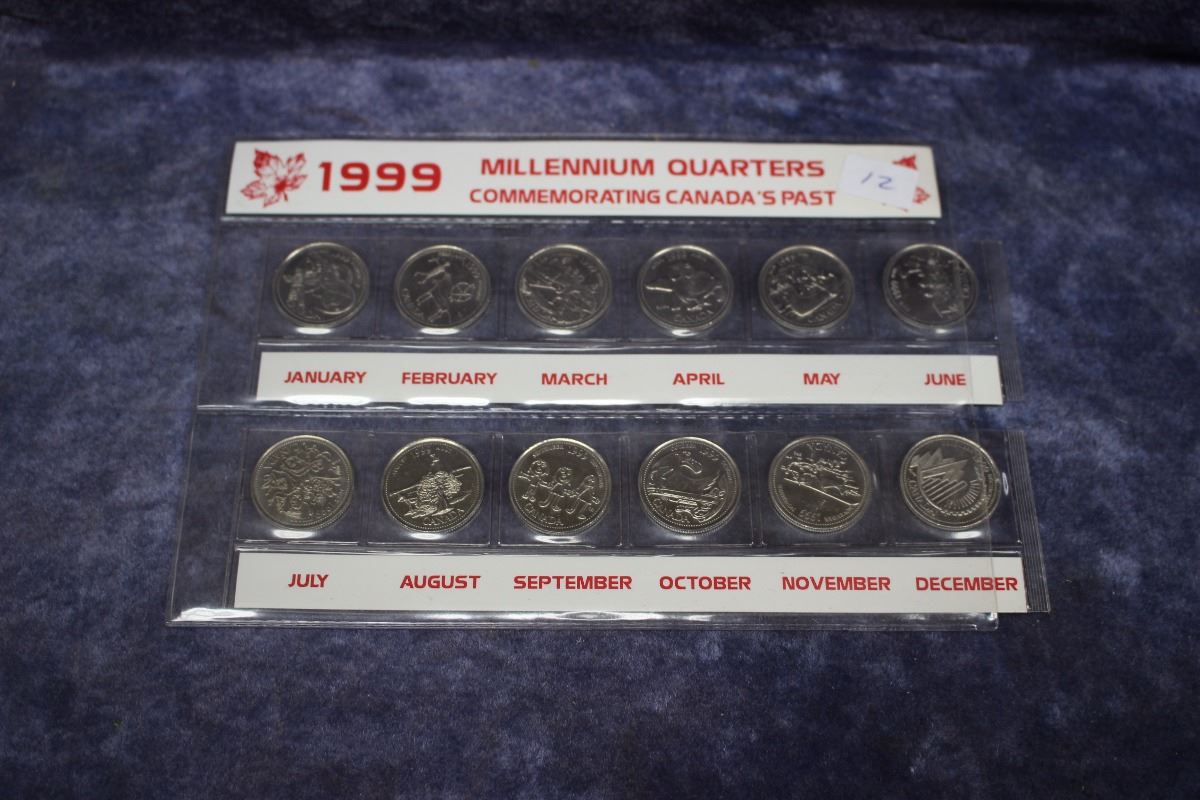 1999 MILLENNIUM QUARTERS
COMMEMORATING CANADA'S PAST
12
JANUARY FEBRUARY MARCH APRIL MAY JUNE
JULY AUGUST SEPTEMBER OCTOBER NOVEMBER DECEMBER